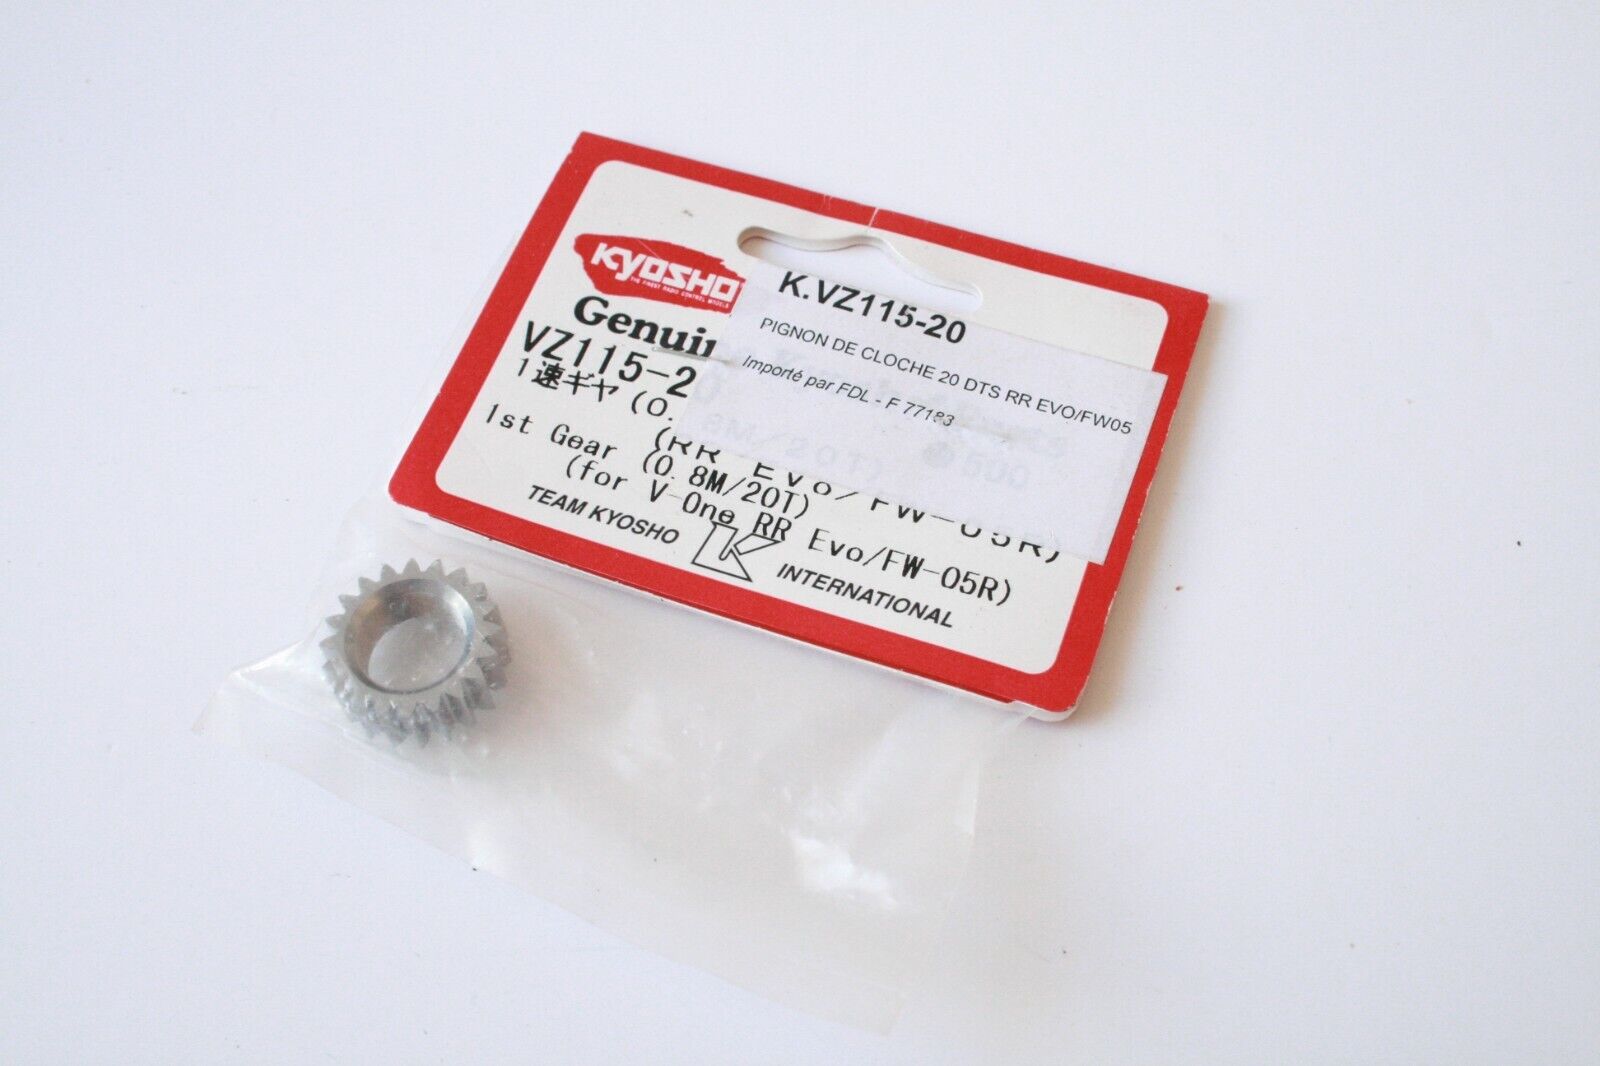 KYOSHO
THE FINEST RADIO CONTROL MODELS
Genui
VZ115-2
1速ギヤ (0.
(RR Evo/FW-05R)
1st Gear (0.8M/20T)
(for V-One RR Evo/FW-05R)
TEAM KYOSHO K INTERNATIONAL
K.VZ115-20
PIGNON DE CLOCHE 20 DTS RR EVO/FW05
Importé par FDL - F 77183